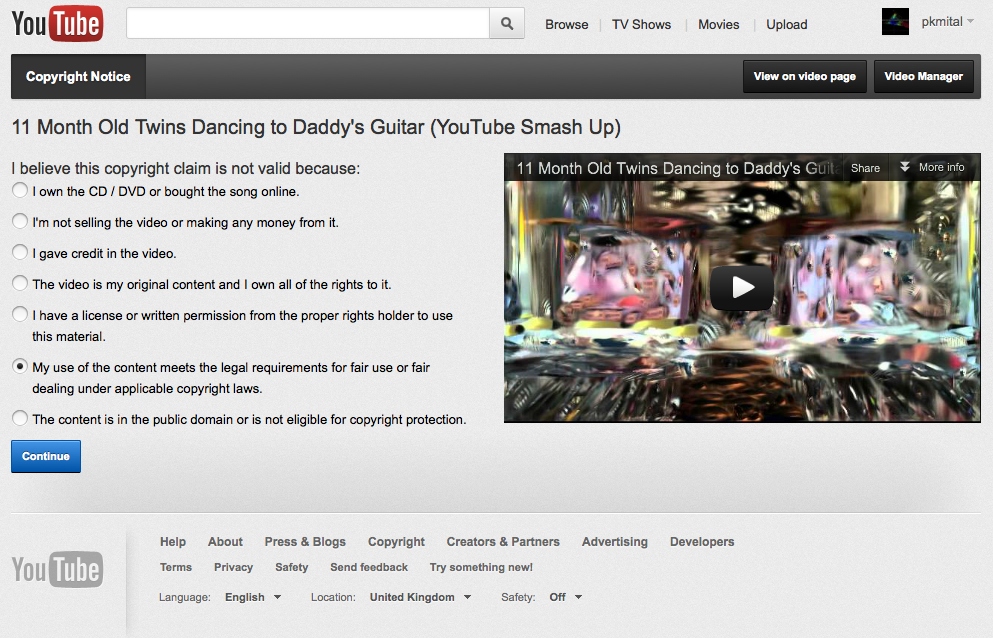 YouTube
Browse | TV Shows | Movies | Upload
pkmital
Copyright Notice
View on video page
Video Manager
11 Month Old Twins Dancing to Daddy's Guitar (YouTube Smash Up)
I believe this copyright claim is not valid because:
I own the CD / DVD or bought the song online.
I'm not selling the video or making any money from it.
I gave credit in the video.
The video is my original content and I own all of the rights to it.
I have a license or written permission from the proper rights holder to use
this material.
My use of the content meets the legal requirements for fair use or fair
dealing under applicable copyright laws.
The content is in the public domain or is not eligible for copyright protection.
Continue
11 Month Old Twins Dancing to Daddy's Guit
Share
More info
YouTube
Help About Press & Blogs Copyright Creators & Partners Advertising Developers
Terms Privacy Safety Send feedback Try something new!
Language: English Location: United Kingdom Safety: Off